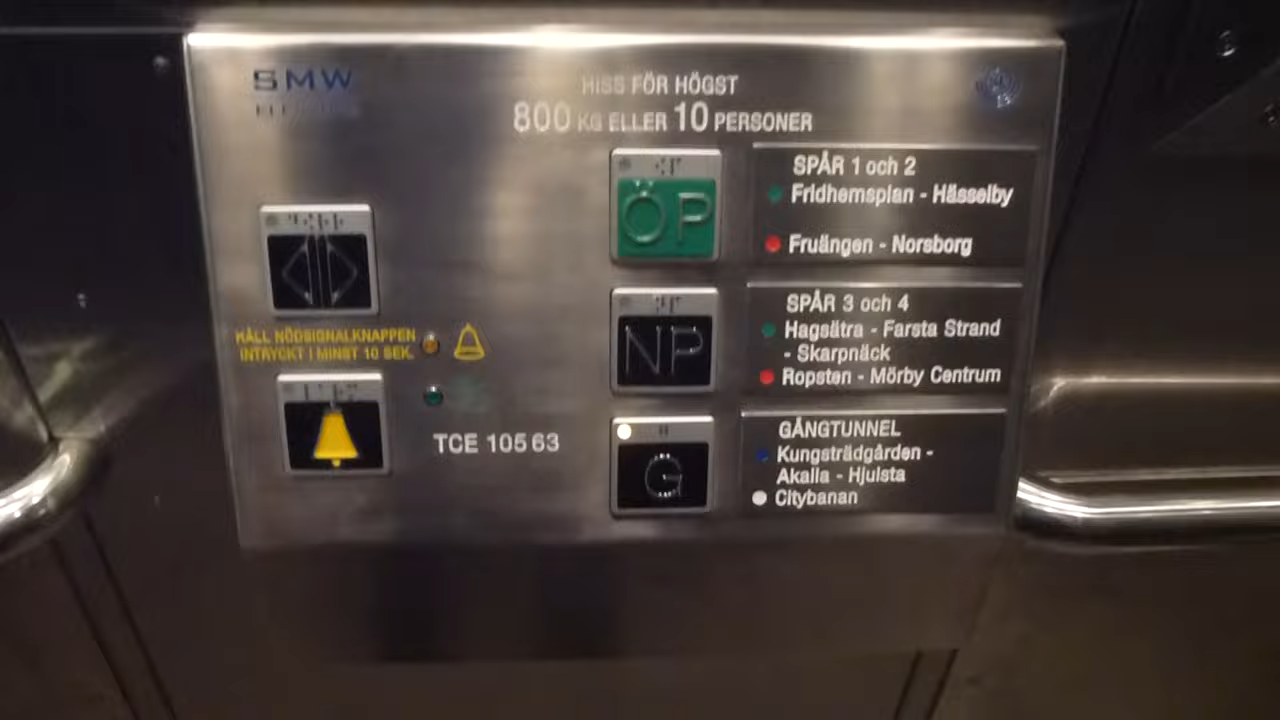 SMW
HISS FÖR HÖGST
800 KG ELLER 10 PERSONER
ÖP
SPÅR 1 och 2
Fridhemsplan - Hässelby
Fruängen - Norsborg
NP
SPÅR 3 och 4
Hagsätra - Farsta Strand
- Skarpnäck
Ropsten - Mörby Centrum
G
GÅNGTUNNEL
Kungsträdgården -
Akalla - Hjulsta
Citybanan
HÅLL NÖDSIGNALKNAPPEN
INTRYCKT I MINST 10 SEK.
TCE 105 63